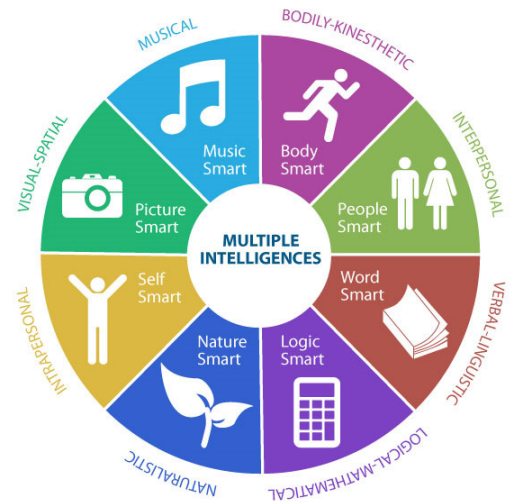 MUSICAL
BODILY-KINESTHETIC
Music
Smart
Body
Smart
VISUAL-SPATIAL
INTERPERSONAL
Picture
Smart
People
Smart
MULTIPLE
INTELLIGENCES
Self
Smart
Word
Smart
INTRAPERSONAL
VERBAL-LINGUISTIC
Nature
Smart
Logic
Smart
NATURALISTIC
LOGICAL-MATHEMATICAL